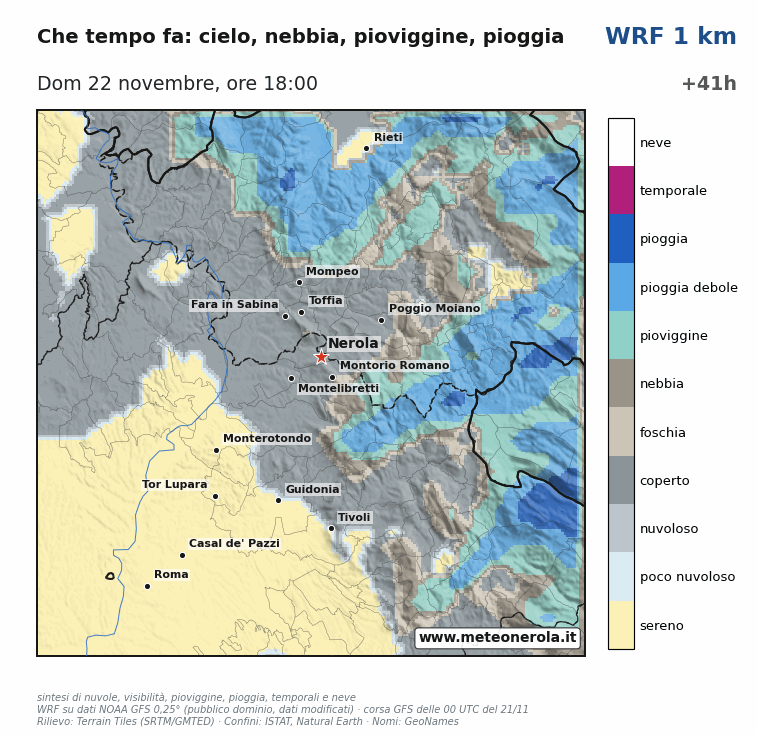 Che tempo fa: cielo, nebbia, pioviggine, pioggia
WRF 1 km
Dom 22 novembre, ore 18:00
+41h
Rieti
Mompeo
Toffia
Fara in Sabina
Poggio Moiano
Nerola
Montorio Romano
Montelibretti
Monterotondo
Tor Lupara
Guidonia
Tivoli
Casal de' Pazzi
Roma
www.meteonerola.it
neve
temporale
pioggia
pioggia debole
pioviggine
nebbia
foschia
coperto
nuvoloso
poco nuvoloso
sereno
sintesi di nuvole, visibilità, pioviggine, pioggia, temporali e neve
WRF su dati NOAA GFS 0,25° (pubblico dominio, dati modificati) · corsa GFS delle 00 UTC del 21/11
Rilievo: Terrain Tiles (SRTM/GMTED) · Confini: ISTAT, Natural Earth · Nomi: GeoNames